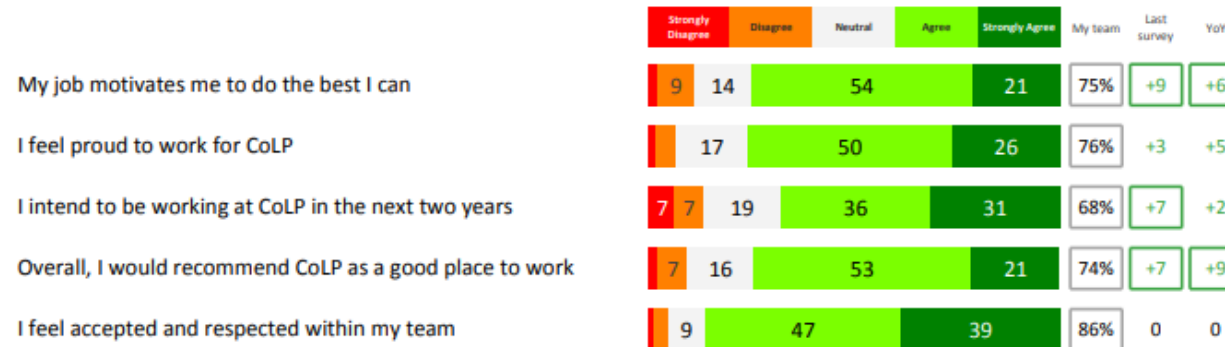 Strongly Disagree Disagree Neutral Agree Strongly Agree My team Last survey YoY
My job motivates me to do the best I can 9 14 54 21 75% +9 +6
I feel proud to work for CoLP 17 50 26 76% +3 +5
I intend to be working at CoLP in the next two years 7 7 19 36 31 68% +7 +2
Overall, I would recommend CoLP as a good place to work 7 16 53 21 74% +7 +9
I feel accepted and respected within my team 9 47 39 86% 0 0